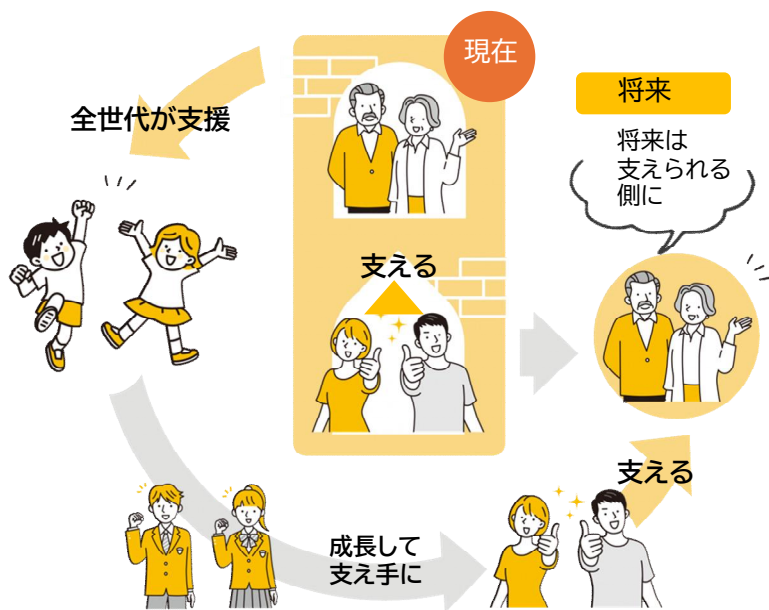 現在
全世代が支援
支える
将来
将来は
支えられる
側に
支える
成長して
支え手に